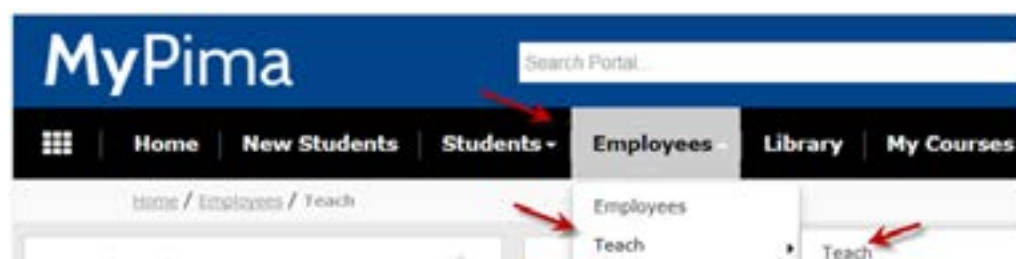 MyPima
Search Portal...
Home New Students Students Employees Library My Courses
Home / Employees / Teach
Employees
Teach
Teach